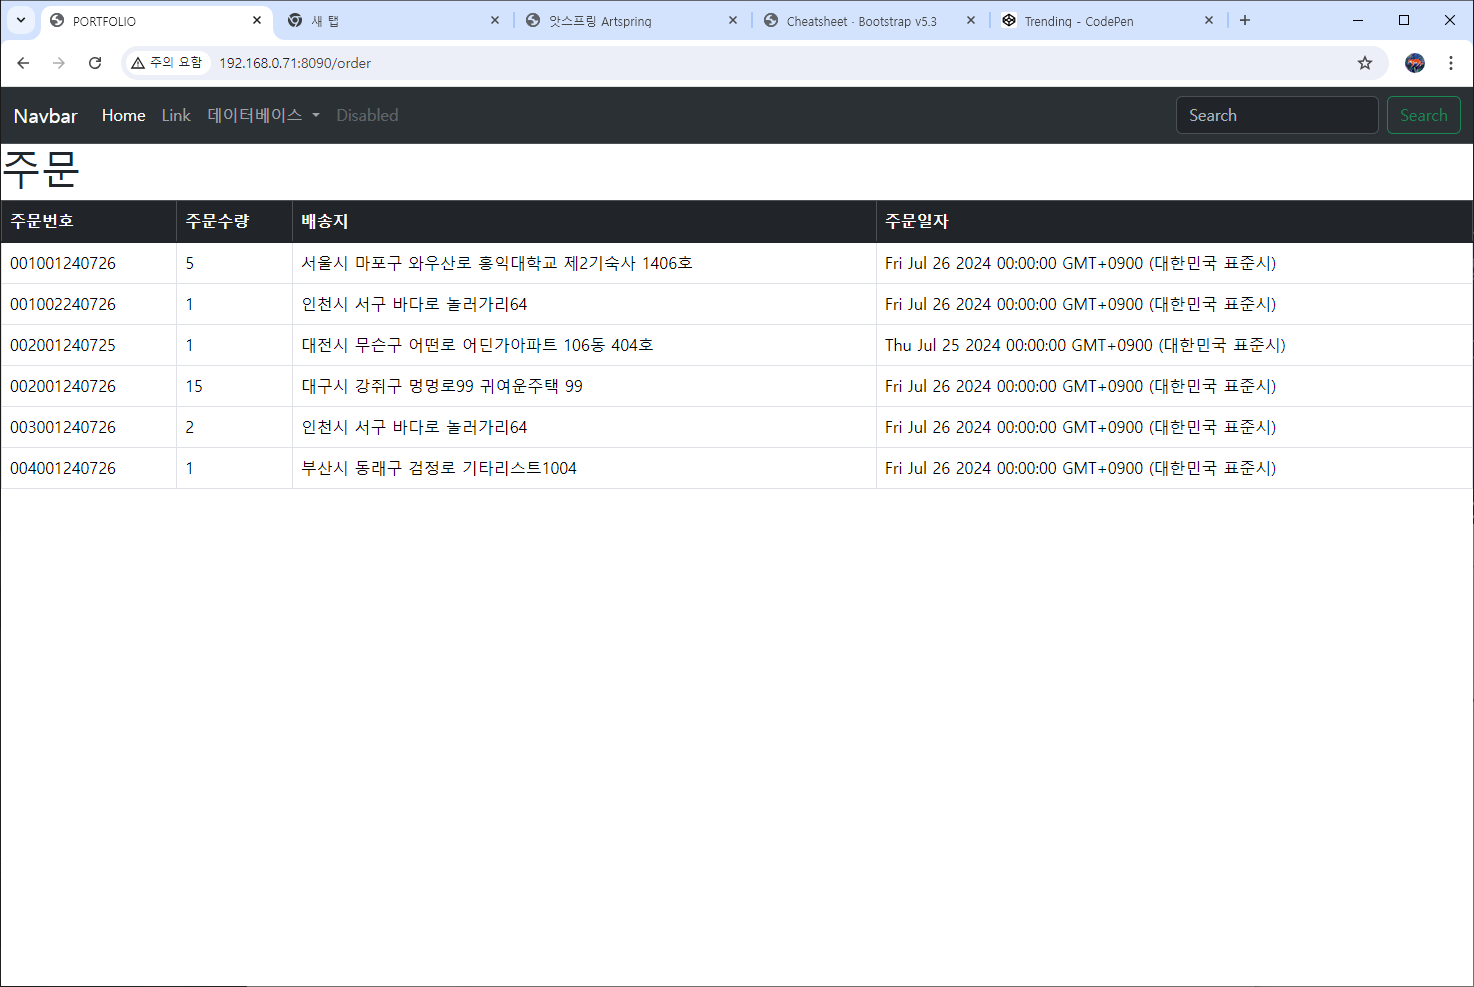 PORTFOLIO
새 탭
앗스프링 Artspring
Cheatsheet · Bootstrap v5.3
Trending - CodePen
주의 요함
192.168.0.71:8090/order
Navbar Home Link 데이터베이스 Disabled Search Search
주문
주문번호 주문수량 배송지 주문일자
001001240726 5 서울시 마포구 와우산로 홍익대학교 제2기숙사 1406호 Fri Jul 26 2024 00:00:00 GMT+0900 (대한민국 표준시)
001002240726 1 인천시 서구 바다로 놀러가리64 Fri Jul 26 2024 00:00:00 GMT+0900 (대한민국 표준시)
002001240725 1 대전시 무슨구 어떤로 어딘가아파트 106동 404호 Thu Jul 25 2024 00:00:00 GMT+0900 (대한민국 표준시)
002001240726 15 대구시 강쥐구 멍멍로99 귀여운주택 99 Fri Jul 26 2024 00:00:00 GMT+0900 (대한민국 표준시)
003001240726 2 인천시 서구 바다로 놀러가리64 Fri Jul 26 2024 00:00:00 GMT+0900 (대한민국 표준시)
004001240726 1 부산시 동래구 검정로 기타리스트1004 Fri Jul 26 2024 00:00:00 GMT+0900 (대한민국 표준시)